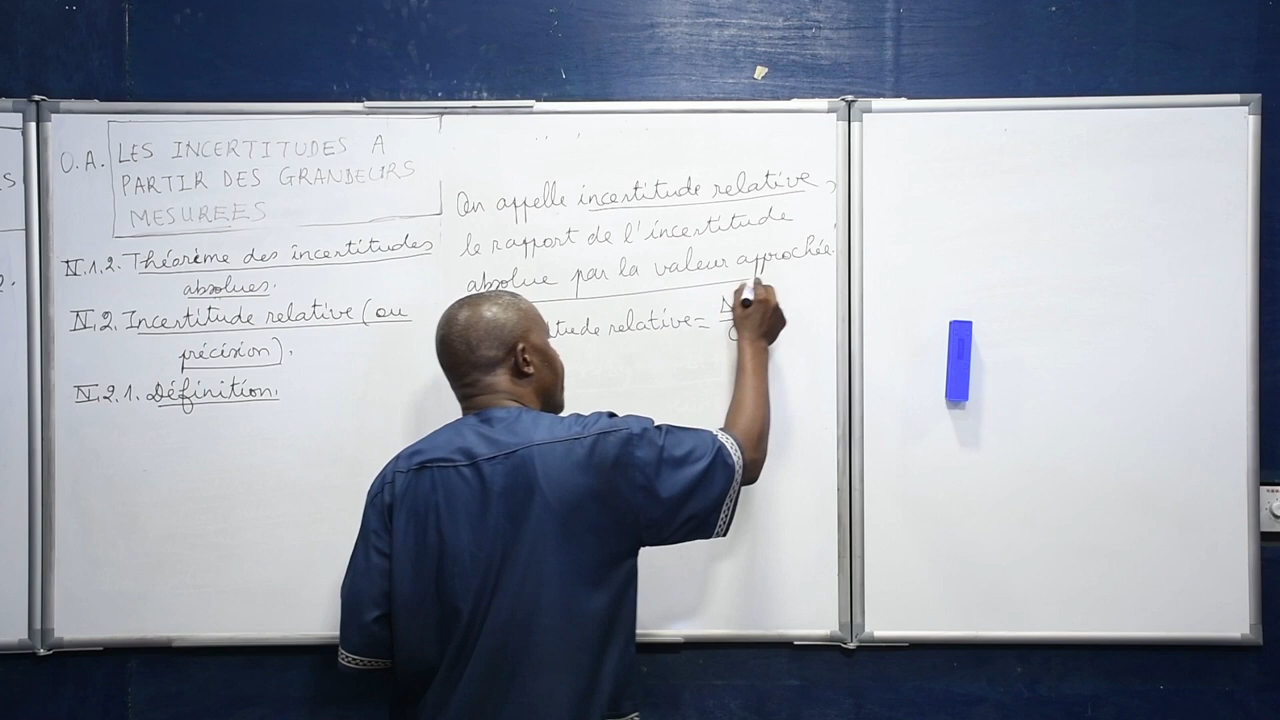 O.A. LES INCERTITUDES A
PARTIR DES GRANDEURS
MESUREES
IV.1.2. Théorème des incertitudes
absolues.
IV.2. Incertitude relative (ou
précision).
IV.2.1. Définition.
On appelle incertitude relative,
le rapport de l'incertitude
absolue par la valeur approchée.
tude relative =